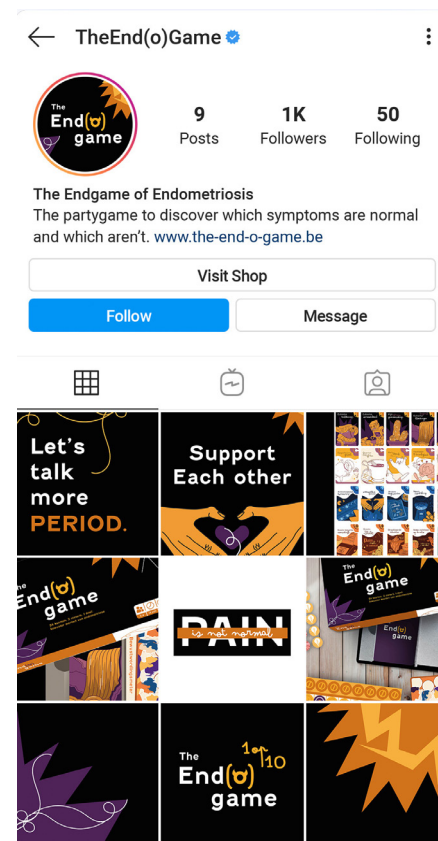 TheEnd(o)Game
The
End(o)
game
9
Posts
1K
Followers
50
Following
The Endgame of Endometriosis
The partygame to discover which symptoms are normal
and which aren't. www.the-end-o-game.be
Visit Shop
Follow
Message
Let's
talk
more
PERIOD.
Support
Each other
The
End(o)
game
PAIN
is not normal
The
End(o)
game
End(o)
game
The
End(o)
game
1 op 10